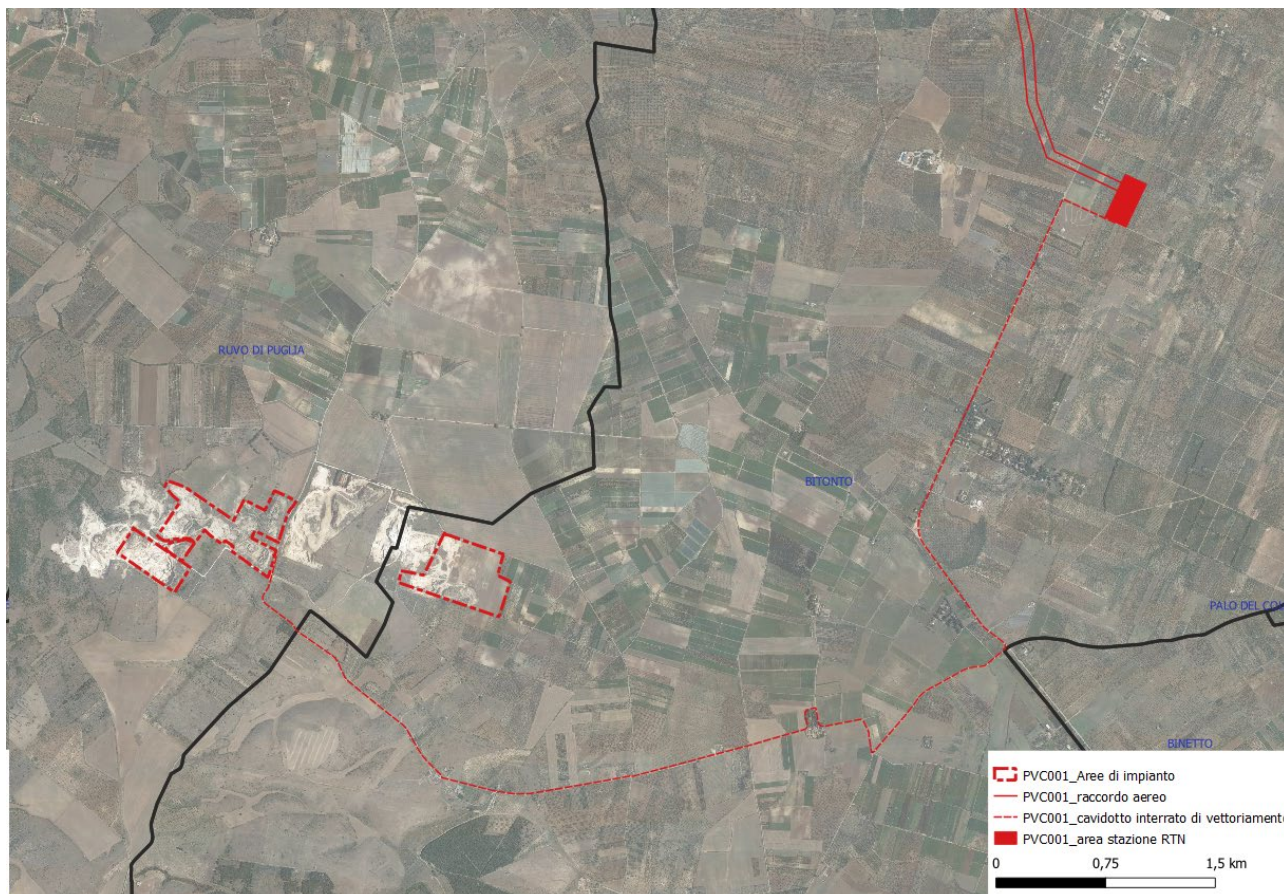 RUVO DI PUGLIA
BITONTO
PALO DEL CO
BINETTO
PVC001_Aree di impianto
PVC001_raccordo aereo
PVC001_cavidotto interrato di vettoriamento
PVC001_area stazione RTN
0 0,75 1,5 km